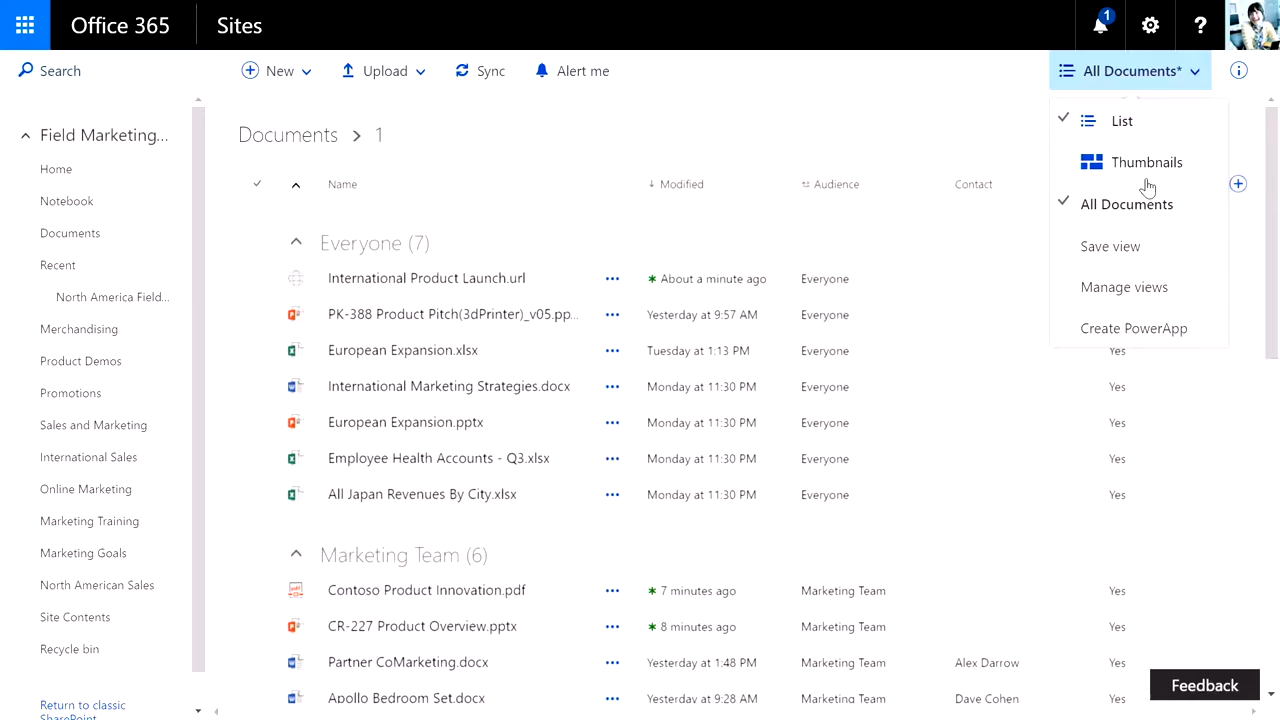 Office 365 Sites 1 ?
Search New Upload Sync Alert me All Documents*
Field Marketing...
Home
Notebook
Documents
Recent
North America Field...
Merchandising
Product Demos
Promotions
Sales and Marketing
International Sales
Online Marketing
Marketing Training
Marketing Goals
North American Sales
Site Contents
Recycle bin
Return to classic
SharePoint
Documents > 1
Name Modified Audience Contact
Everyone (7)
International Product Launch.url ••• About a minute ago Everyone
PK-388 Product Pitch(3dPrinter)_v05.pp... ••• Yesterday at 9:57 AM Everyone
European Expansion.xlsx ••• Tuesday at 1:13 PM Everyone Yes
International Marketing Strategies.docx ••• Monday at 11:30 PM Everyone Yes
European Expansion.pptx ••• Monday at 11:30 PM Everyone Yes
Employee Health Accounts - Q3.xlsx ••• Monday at 11:30 PM Everyone Yes
All Japan Revenues By City.xlsx ••• Monday at 11:30 PM Everyone Yes
Marketing Team (6)
Contoso Product Innovation.pdf ••• 7 minutes ago Marketing Team Yes
CR-227 Product Overview.pptx ••• 8 minutes ago Marketing Team Yes
Partner CoMarketing.docx ••• Yesterday at 1:48 PM Marketing Team Alex Darrow Yes
Apollo Bedroom Set.docx ••• Yesterday at 9:28 AM Marketing Team Dave Cohen Yes
List
Thumbnails
All Documents
Save view
Manage views
Create PowerApp
Feedback